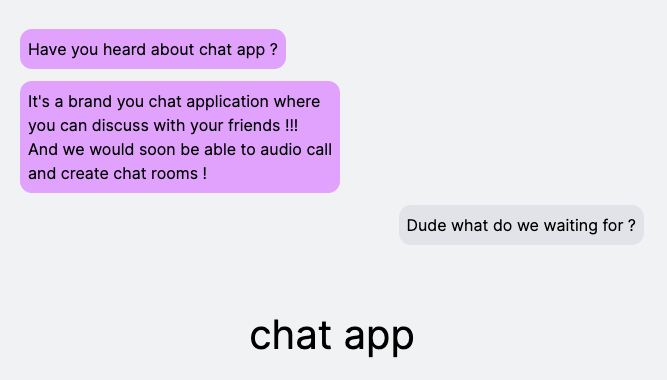 Have you heard about chat app ?
It's a brand you chat application where
you can discuss with your friends !!!
And we would soon be able to audio call
and create chat rooms !
Dude what do we waiting for ?
chat app